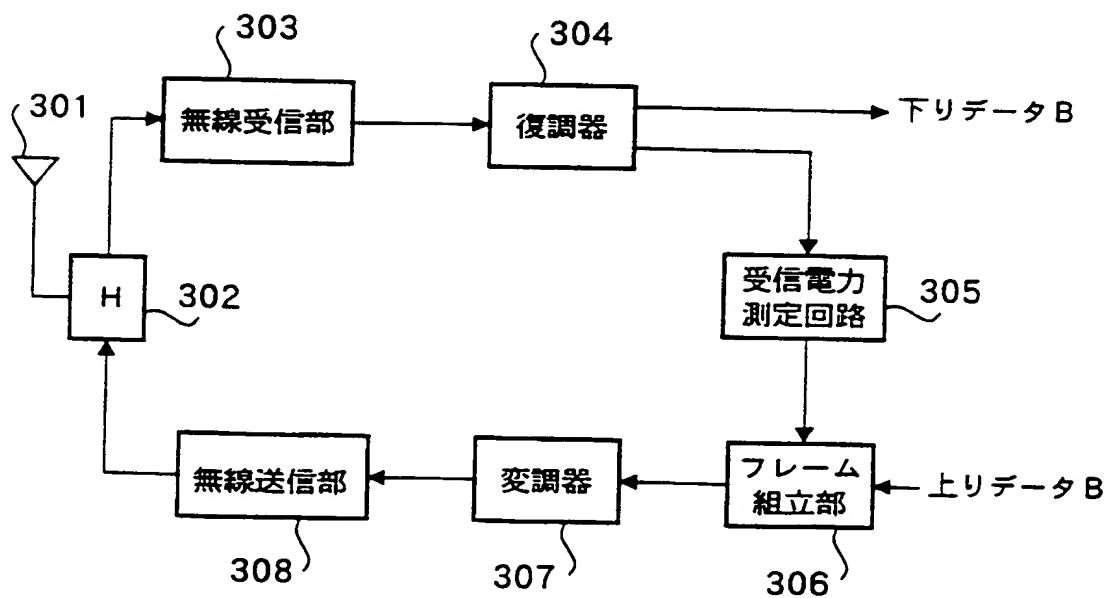 303
304
301
無線受信部
復調器
下りデータB
H
302
受信電力
測定回路
305
無線送信部
変調器
フレーム
組立部
上りデータB
308
307
306